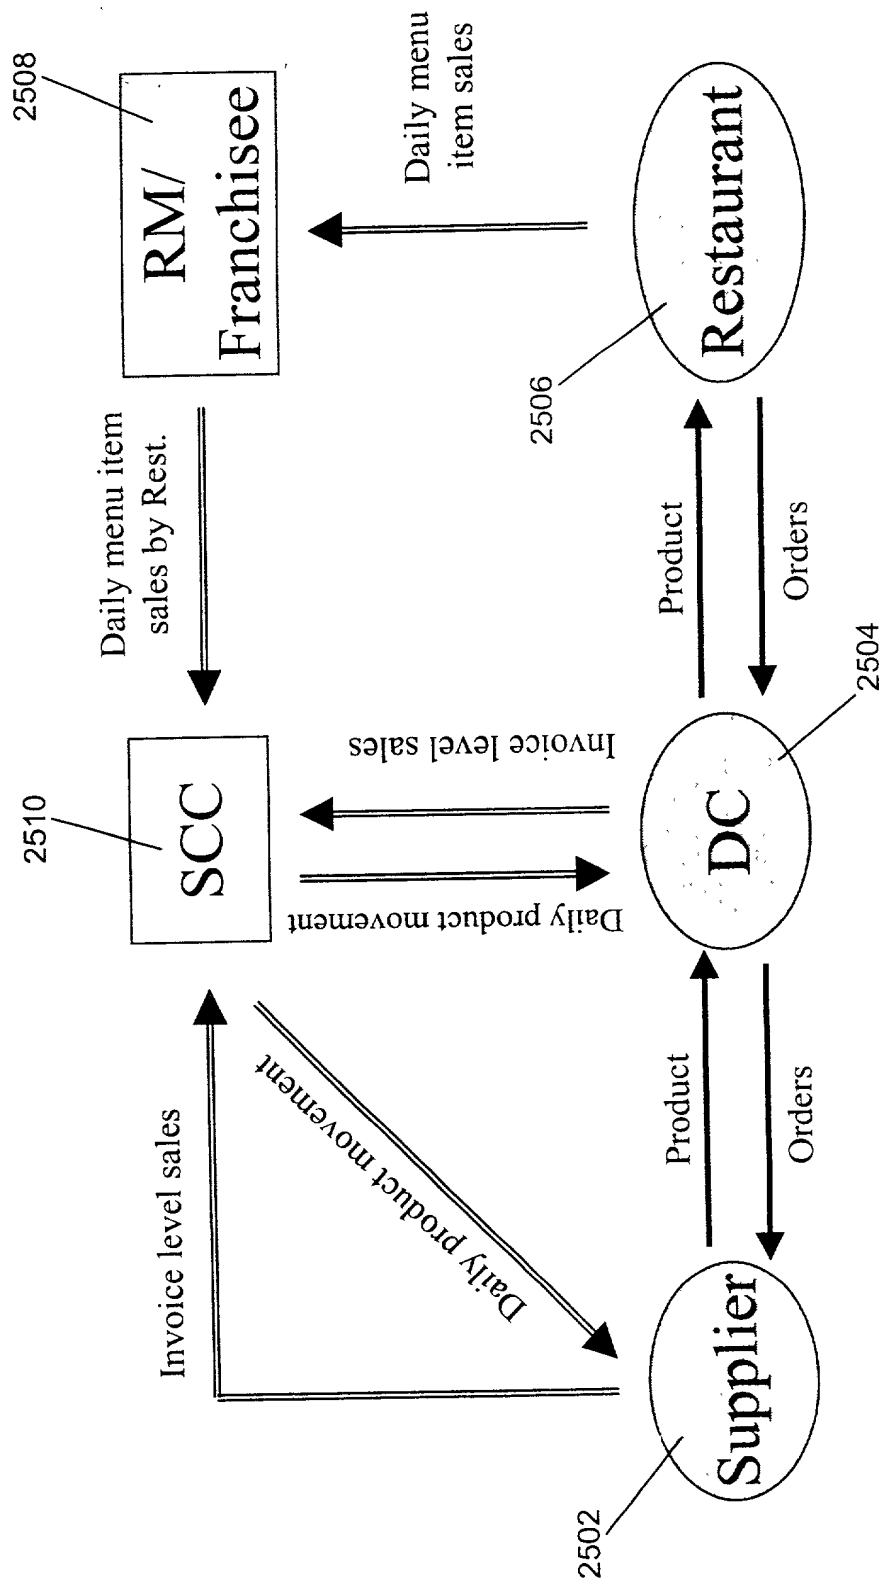 2510
SCC
2508
RM/
Franchisee
Invoice level sales
Daily menu item
sales by Rest.
Daily product movement
Daily product movement
Invoice level sales
Daily menu
item sales
2502
Supplier
Product
Orders
DC
2504
Product
Orders
2506
Restaurant